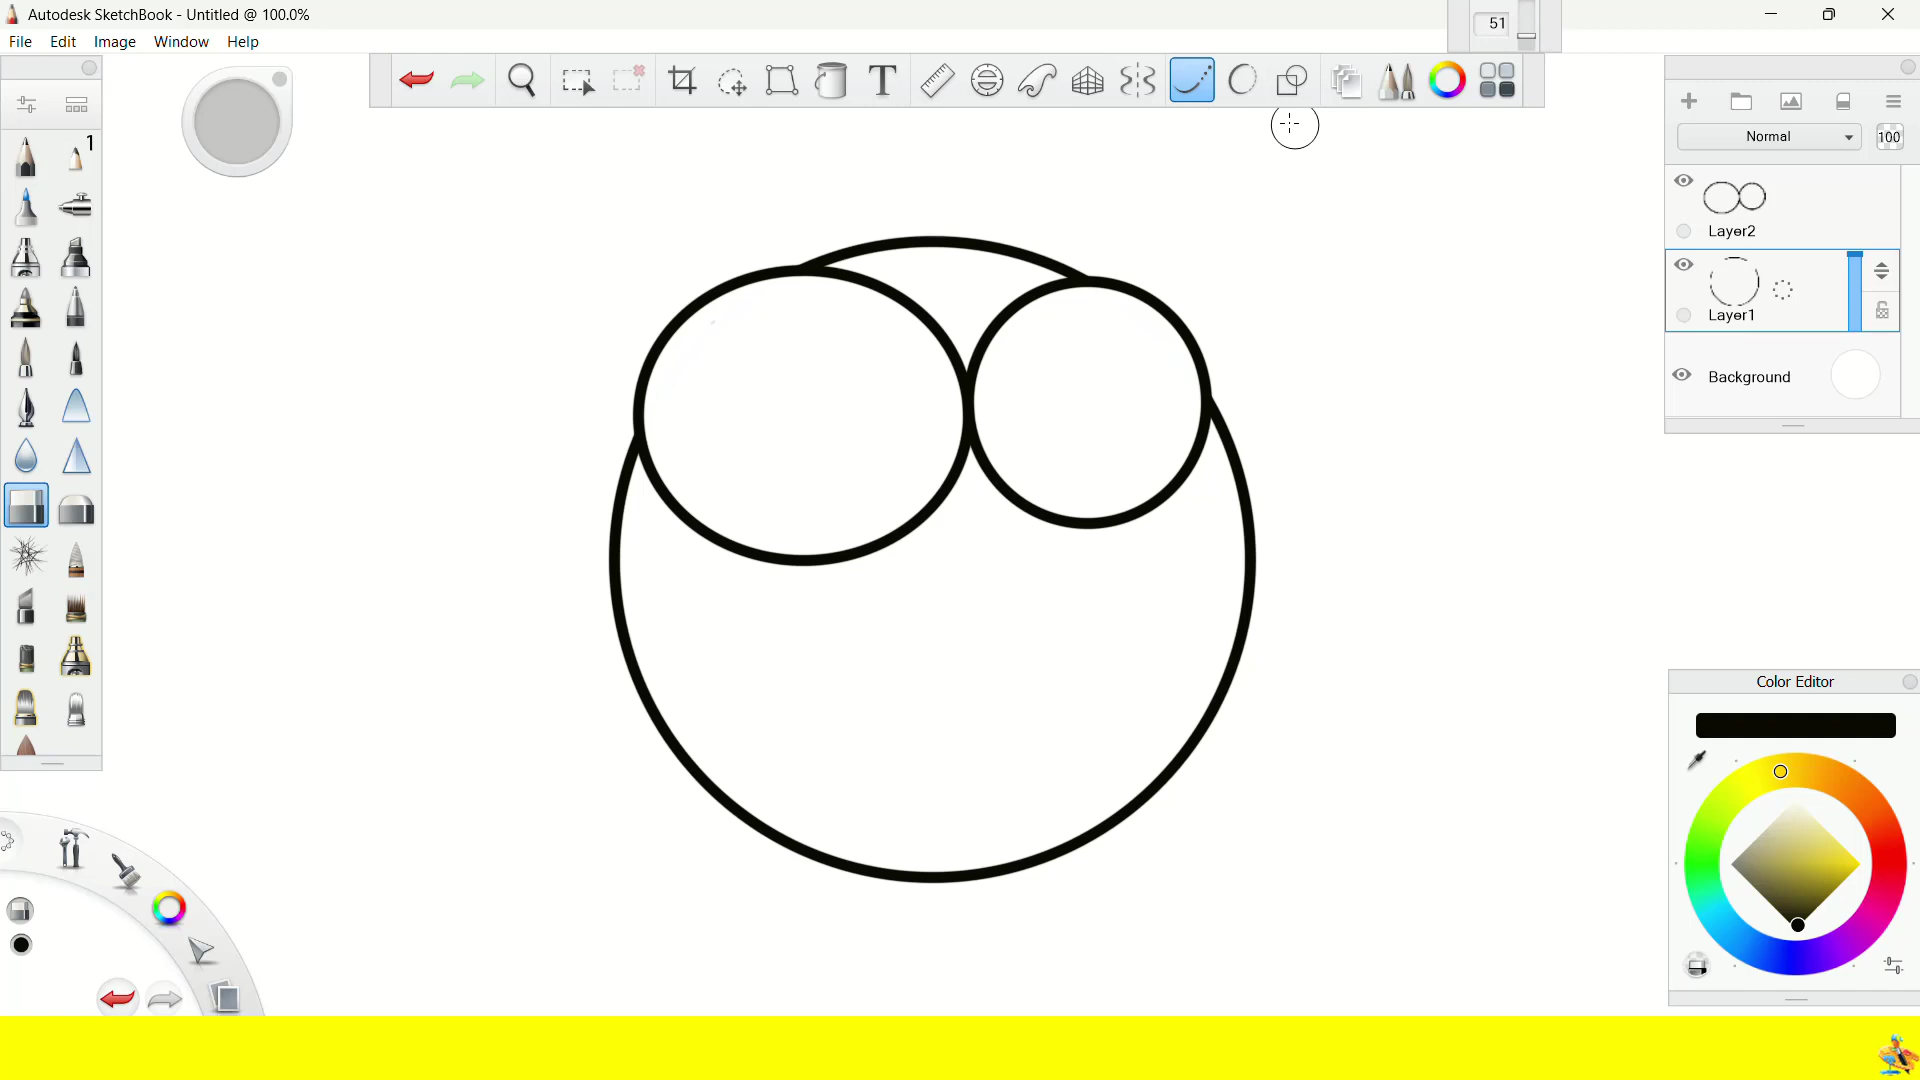 Autodesk SketchBook - Untitled @ 100.0%
File Edit Image Window Help
51
T
1
Normal
100
Layer2
Layer1
Background
Color Editor